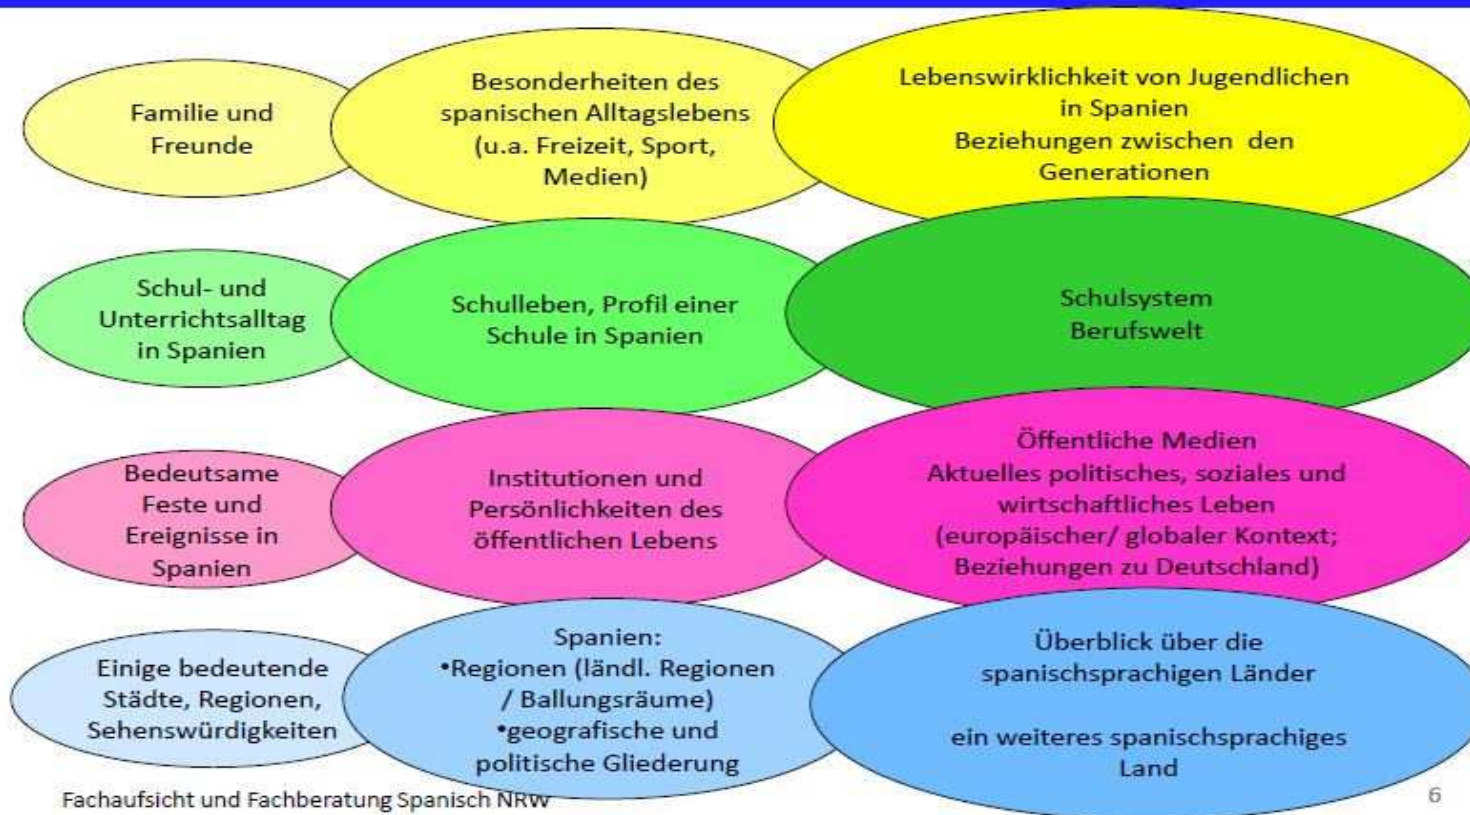 Familie und
Freunde
Besonderheiten des
spanischen Alltagslebens
(u.a. Freizeit, Sport,
Medien)
Lebenswirklichkeit von Jugendlichen
in Spanien
Beziehungen zwischen den
Generationen
Schul- und
Unterrichtsalltag
in Spanien
Schulleben, Profil einer
Schule in Spanien
Schulsystem
Berufswelt
Bedeutsame
Feste und
Ereignisse in
Spanien
Institutionen und
Persönlichkeiten des
öffentlichen Lebens
Öffentliche Medien
Aktuelles politisches, soziales und
wirtschaftliches Leben
(europäischer/ globaler Kontext;
Beziehungen zu Deutschland)
Einige bedeutende
Städte, Regionen,
Sehenswürdigkeiten
Spanien:
•Regionen (ländl. Regionen
/ Ballungsräume)
•geografische und
politische Gliederung
Überblick über die
spanischsprachigen Länder
ein weiteres spanischsprachiges
Land
Fachaufsicht und Fachberatung Spanisch NRW
6